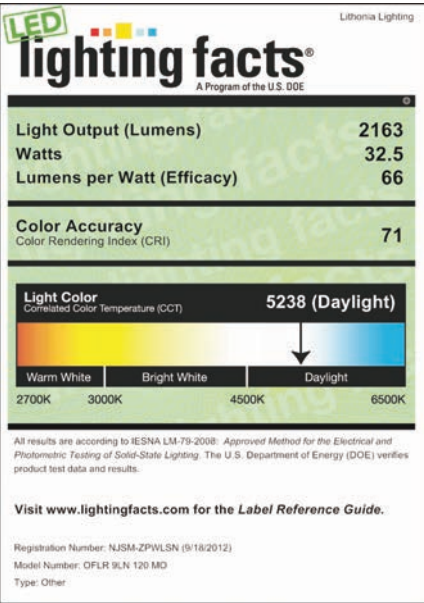 Lithonia Lighting
LED
lighting facts®
A Program of the U.S. DOE
Light Output (Lumens) 2163
Watts 32.5
Lumens per Watt (Efficacy) 66
Color Accuracy
Color Rendering Index (CRI) 71
Light Color
Correlated Color Temperature (CCT) 5238 (Daylight)
Warm White Bright White Daylight
2700K 3000K 4500K 6500K
All results are according to IESNA LM-79-2008: Approved Method for the Electrical and
Photometric Testing of Solid-State Lighting. The U.S. Department of Energy (DOE) verifies
product test data and results.
Visit www.lightingfacts.com for the Label Reference Guide.
Registration Number: NJSM-ZPWLSN (9/18/2012)
Model Number: OFLR 9LN 120 MO
Type: Other